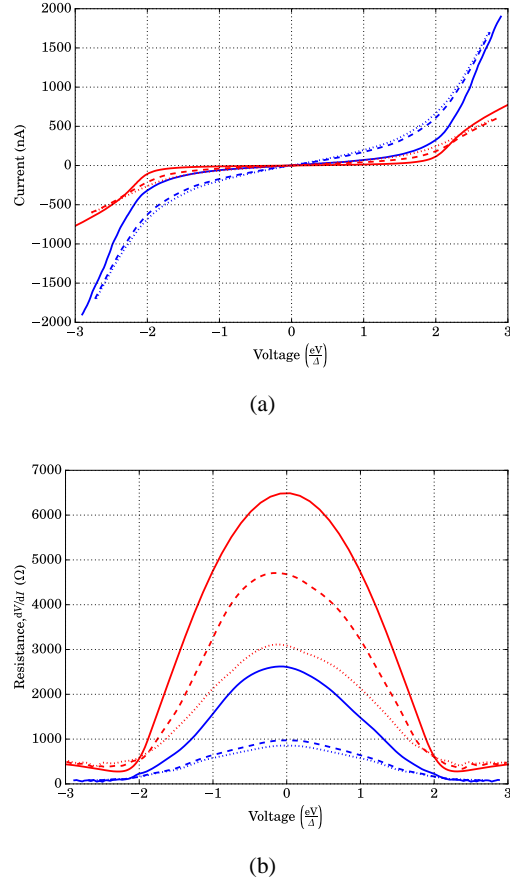 2000
1500
1000
500
0
−500
−1000
−1500
−2000
Current (nA)
−3 −2 −1 0 1 2 3
Voltage (eV/Δ)
(a)
7000
6000
5000
4000
3000
2000
1000
0
Resistance, dV/dI (Ω)
−3 −2 −1 0 1 2 3
Voltage (eV/Δ)
(b)